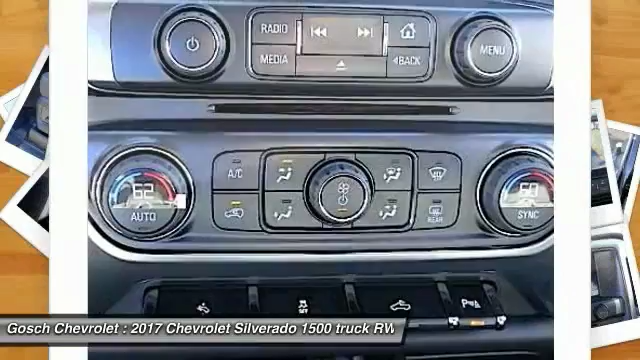 RADIO
MENU
MEDIA
BACK
62
A/C
60
AUTO
SYNC
REAR
Gosch Chevrolet : 2017 Chevrolet Silverado 1500 truck RW